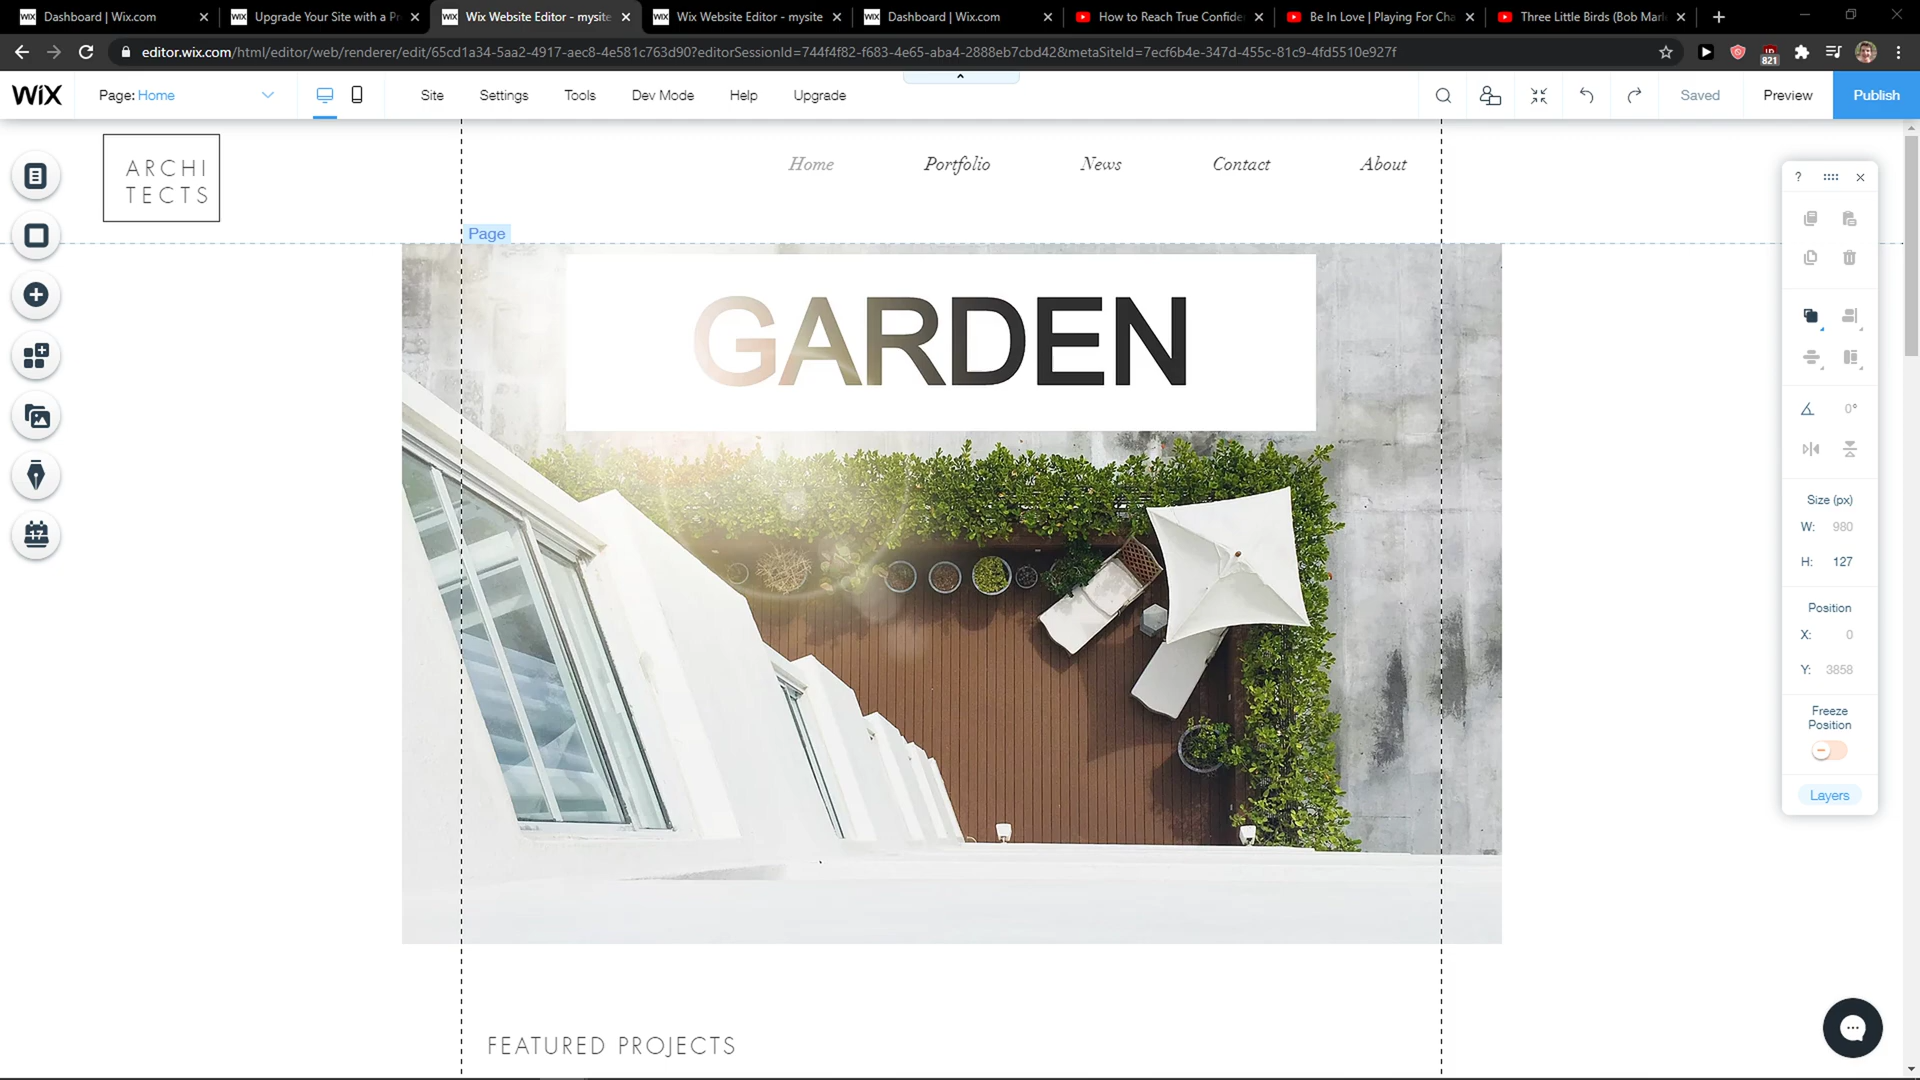 Dashboard | Wix.com
Upgrade Your Site with a Pr
Wix Website Editor - mysite
Wix Website Editor - mysite
Dashboard | Wix.com
How to Reach True Confide
Be In Love | Playing For Cha
Three Little Birds (Bob Marl
editor.wix.com/html/editor/web/renderer/edit/65cd1a34-5aa2-4917-aec8-4e581c763d90?editorSessionId=744f4f82-f683-4e65-aba4-2888eb7cbd42&metaSiteId=7ecf6b4e-347d-455c-81c9-4fd5510e927f
821
WiX
Page: Home
Site
Settings
Tools
Dev Mode
Help
Upgrade
Saved
Preview
Publish
ARCHI
TECTS
Home
Portfolio
News
Contact
About
Page
GARDEN
17
?
0°
Size (px)
W: 980
H: 127
Position
X: 0
Y: 3858
Freeze
Position
Layers
FEATURED PROJECTS